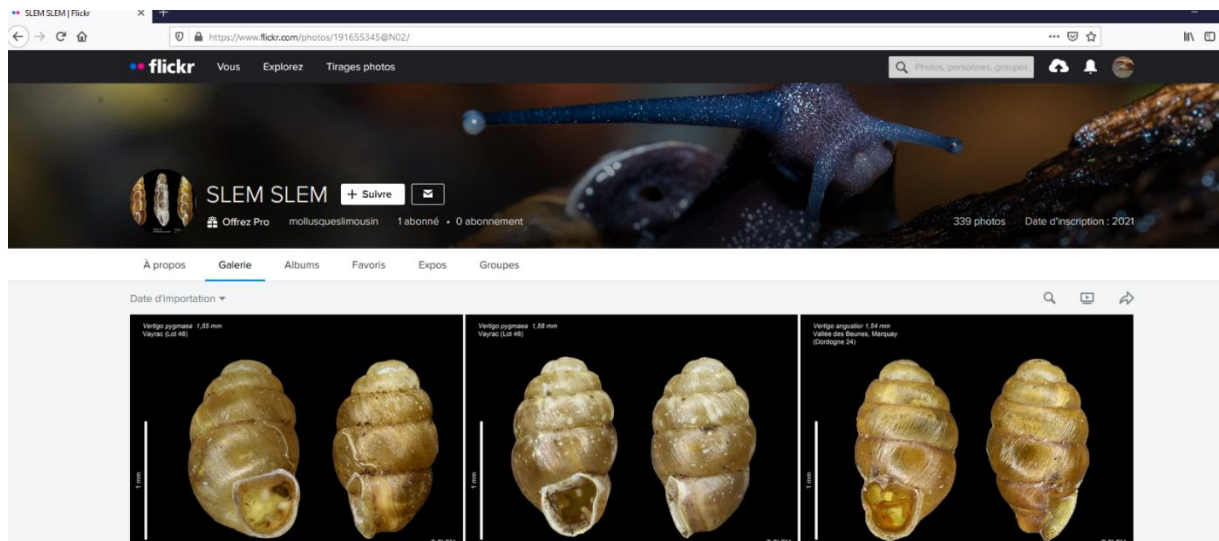 SLEM SLEM | Flickr
https://www.flickr.com/photos/191655345@N02/
flickr Vous Explorez Tirages photos Photos, personnes, groupes
SLEM SLEM + Suivre
Offrez Pro mollusqueslimousin 1 abonné • 0 abonnement 339 photos Date d'inscription : 2021
À propos Galerie Albums Favoris Expos Groupes
Date d'importation
Vertigo pygmaea 1,55 mm
Vayrac (Lot 46)
1 mm
Vertigo pygmaea 1,58 mm
Vayrac (Lot 46)
Vertigo angustior 1,54 mm
Vallée des Beunes, Marquay
(Dordogne 24)
1 mm